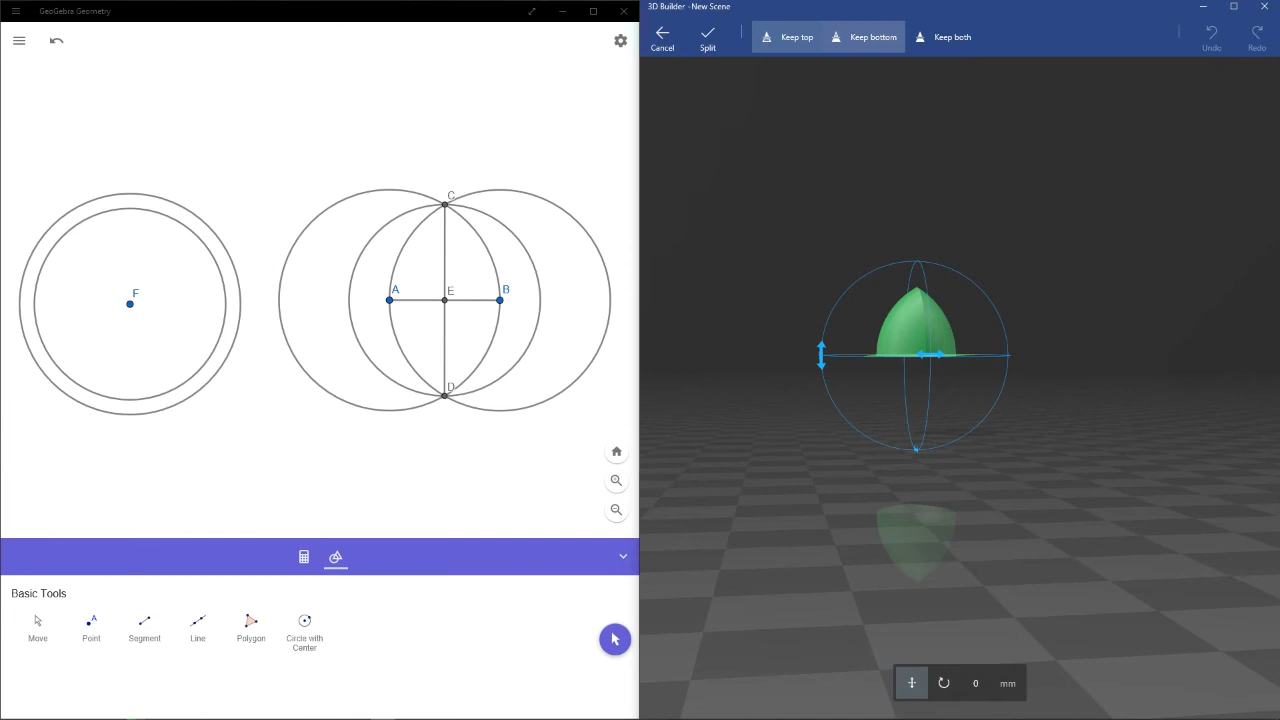 GeoGebra Geometry
F
C
A
E
B
D
Basic Tools
Move
Point
Segment
Line
Polygon
Circle with
Center
3D Builder - New Scene
Cancel
Split
Keep top
Keep bottom
Keep both
Undo
Redo
0
mm